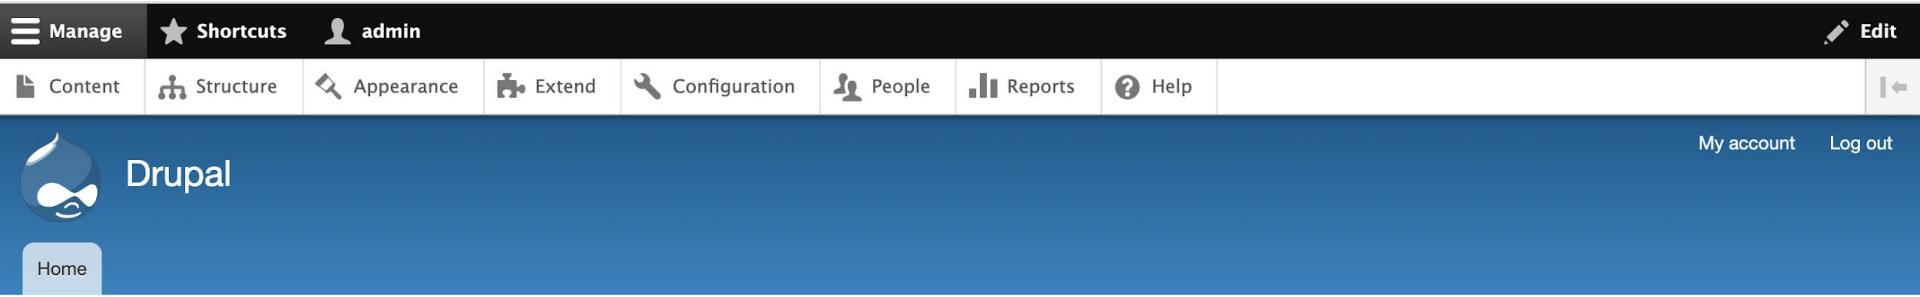 Manage Shortcuts admin Edit
Content Structure Appearance Extend Configuration People Reports Help
My account Log out
Drupal
Home